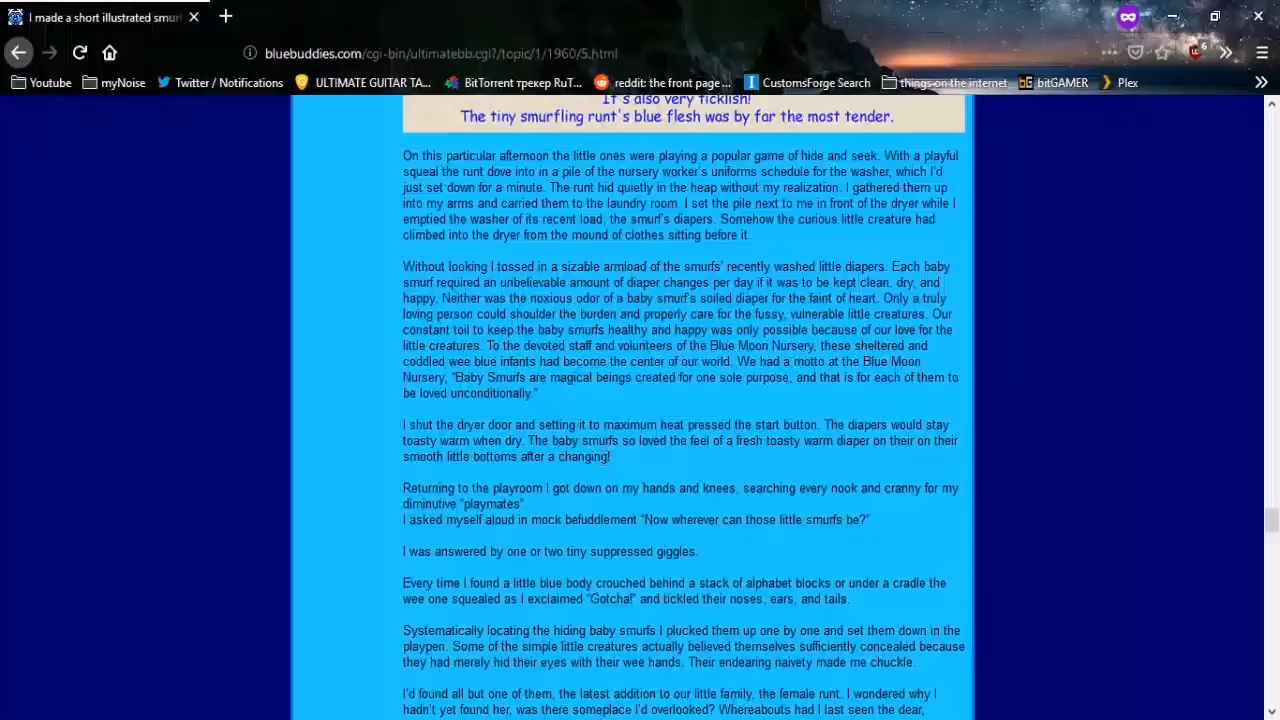 I made a short illustrated smur
bluebuddies.com/cgi-bin/ultimatebb.cgi?/topic/1/1960/5.html
6
Youtube
myNoise
Twitter / Notifications
ULTIMATE GUITAR TA...
BitTorrent трекер RuT...
reddit: the front page ...
CustomsForge Search
things on the internet
bitGAMER
Plex
It's also very ticklish!
The tiny smurfling runt's blue flesh was by far the most tender.
On this particular afternoon the little ones were playing a popular game of hide and seek. With a playful
squeal the runt dove into in a pile of the nursery worker's uniforms schedule for the washer, which I'd
just set down for a minute. The runt hid quietly in the heap without my realization. I gathered them up
into my arms and carried them to the laundry room. I set the pile next to me in front of the dryer while I
emptied the washer of its recent load, the smurf's diapers. Somehow the curious little creature had
climbed into the dryer from the mound of clothes sitting before it.
Without looking I tossed in a sizable armload of the smurfs' recently washed little diapers. Each baby
smurf required an unbelievable amount of diaper changes per day if it was to be kept clean, dry, and
happy. Neither was the noxious odor of a baby smurf's soiled diaper for the faint of heart. Only a truly
loving person could shoulder the burden and properly care for the fussy, vulnerable little creatures. Our
constant toil to keep the baby smurfs healthy and happy was only possible because of our love for the
little creatures. To the devoted staff and volunteers of the Blue Moon Nursery, these sheltered and
coddled wee blue infants had become the center of our world. We had a motto at the Blue Moon
Nursery, "Baby Smurfs are magical beings created for one sole purpose, and that is for each of them to
be loved unconditionally."
I shut the dryer door and setting it to maximum heat pressed the start button. The diapers would stay
toasty warm when dry. The baby smurfs so loved the feel of a fresh toasty warm diaper on their on their
smooth little bottoms after a changing!
Returning to the playroom I got down on my hands and knees, searching every nook and cranny for my
diminutive "playmates"
I asked myself aloud in mock befuddlement "Now wherever can those little smurfs be?"
I was answered by one or two tiny suppressed giggles.
Every time I found a little blue body crouched behind a stack of alphabet blocks or under a cradle the
wee one squealed as I exclaimed "Gotcha!" and tickled their noses, ears, and tails.
Systematically locating the hiding baby smurfs I plucked them up one by one and set them down in the
playpen. Some of the simple little creatures actually believed themselves sufficiently concealed because
they had merely hid their eyes with their wee hands. Their endearing naivety made me chuckle.
I'd found all but one of them, the latest addition to our little family, the female runt. I wondered why I
hadn't yet found her, was there someplace I'd overlooked? Whereabouts had I last seen the dear,